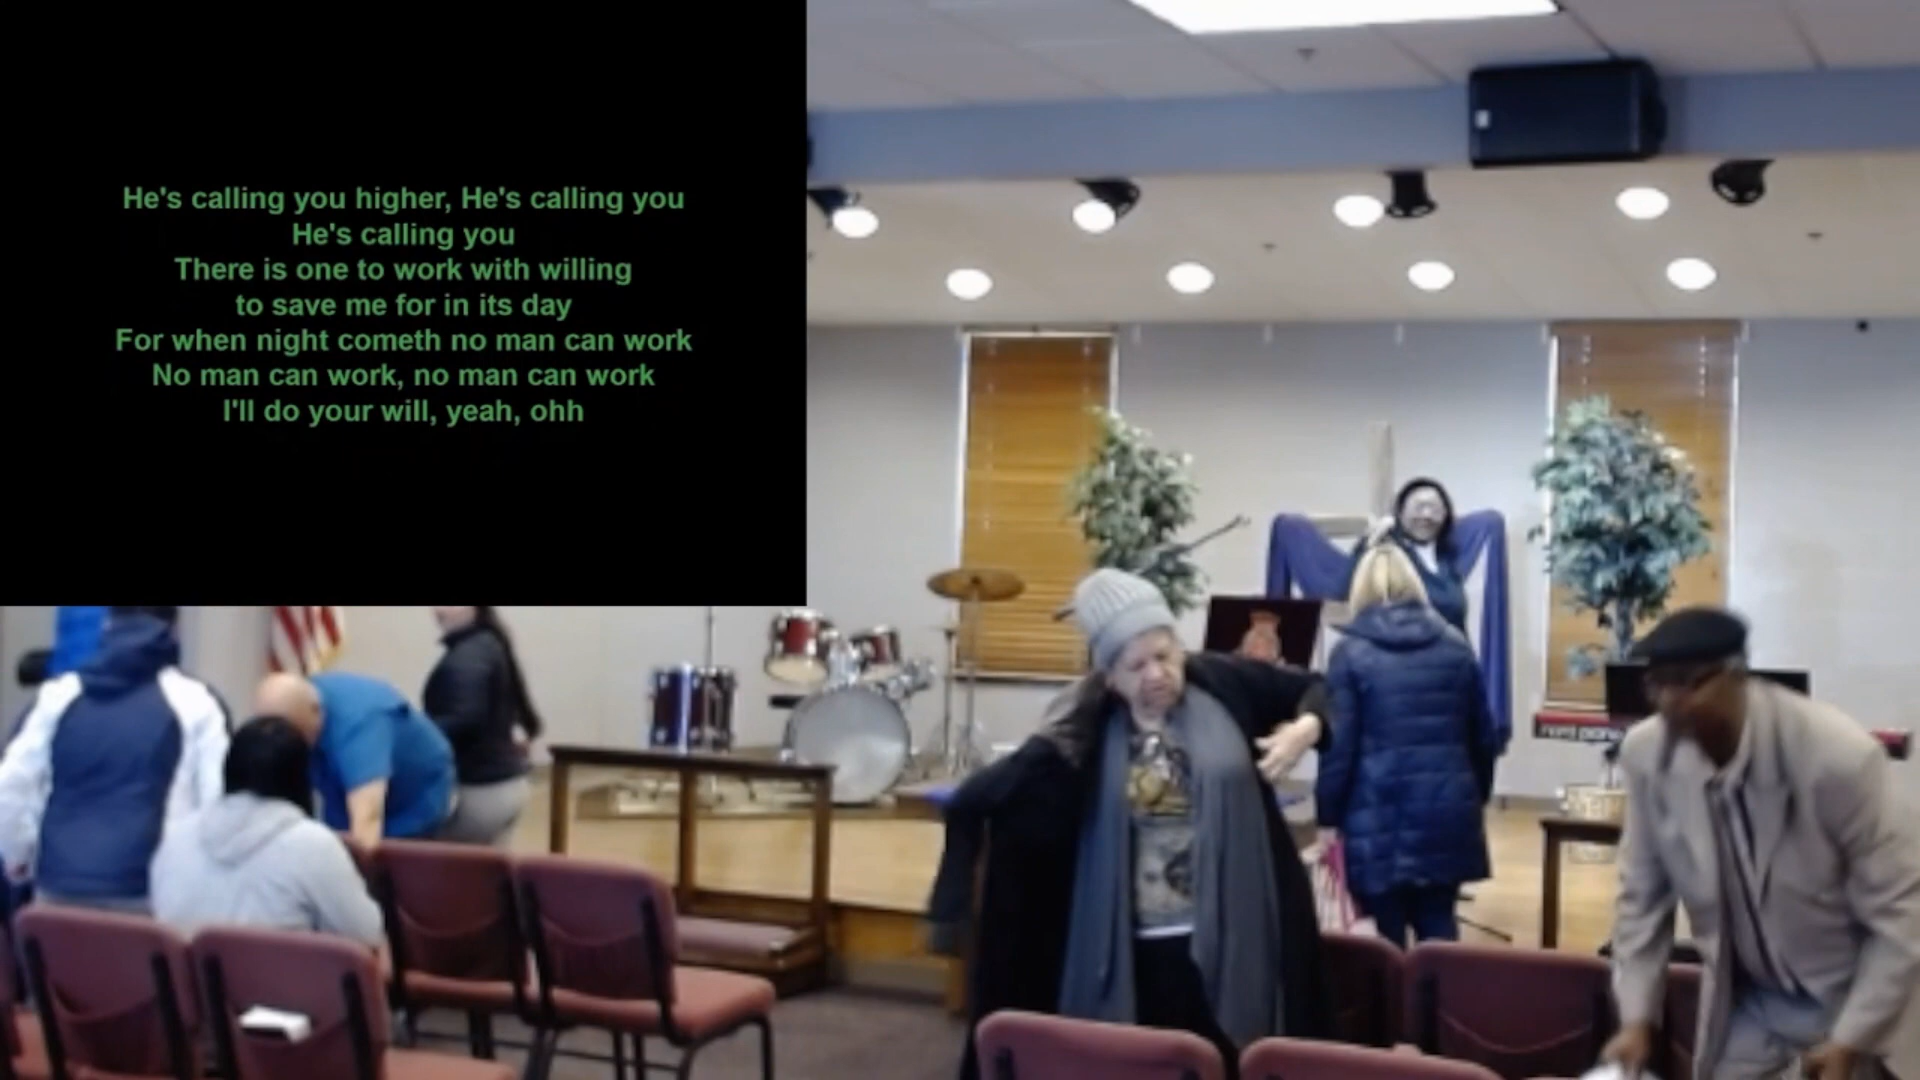 He's calling you higher, He's calling you
He's calling you
There is one to work with willing
to save me for in its day
For when night cometh no man can work
No man can work, no man can work
I'll do your will, yeah, ohh
nord piano